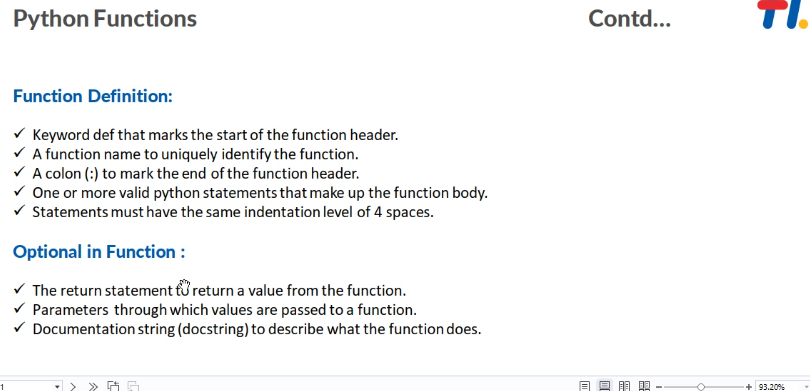 Python Functions
Contd...
TI.
Function Definition:
✓ Keyword def that marks the start of the function header.
✓ A function name to uniquely identify the function.
✓ A colon (:) to mark the end of the function header.
✓ One or more valid python statements that make up the function body.
✓ Statements must have the same indentation level of 4 spaces.
Optional in Function :
✓ The return statement to return a value from the function.
✓ Parameters through which values are passed to a function.
✓ Documentation string (docstring) to describe what the function does.
1
93.20%